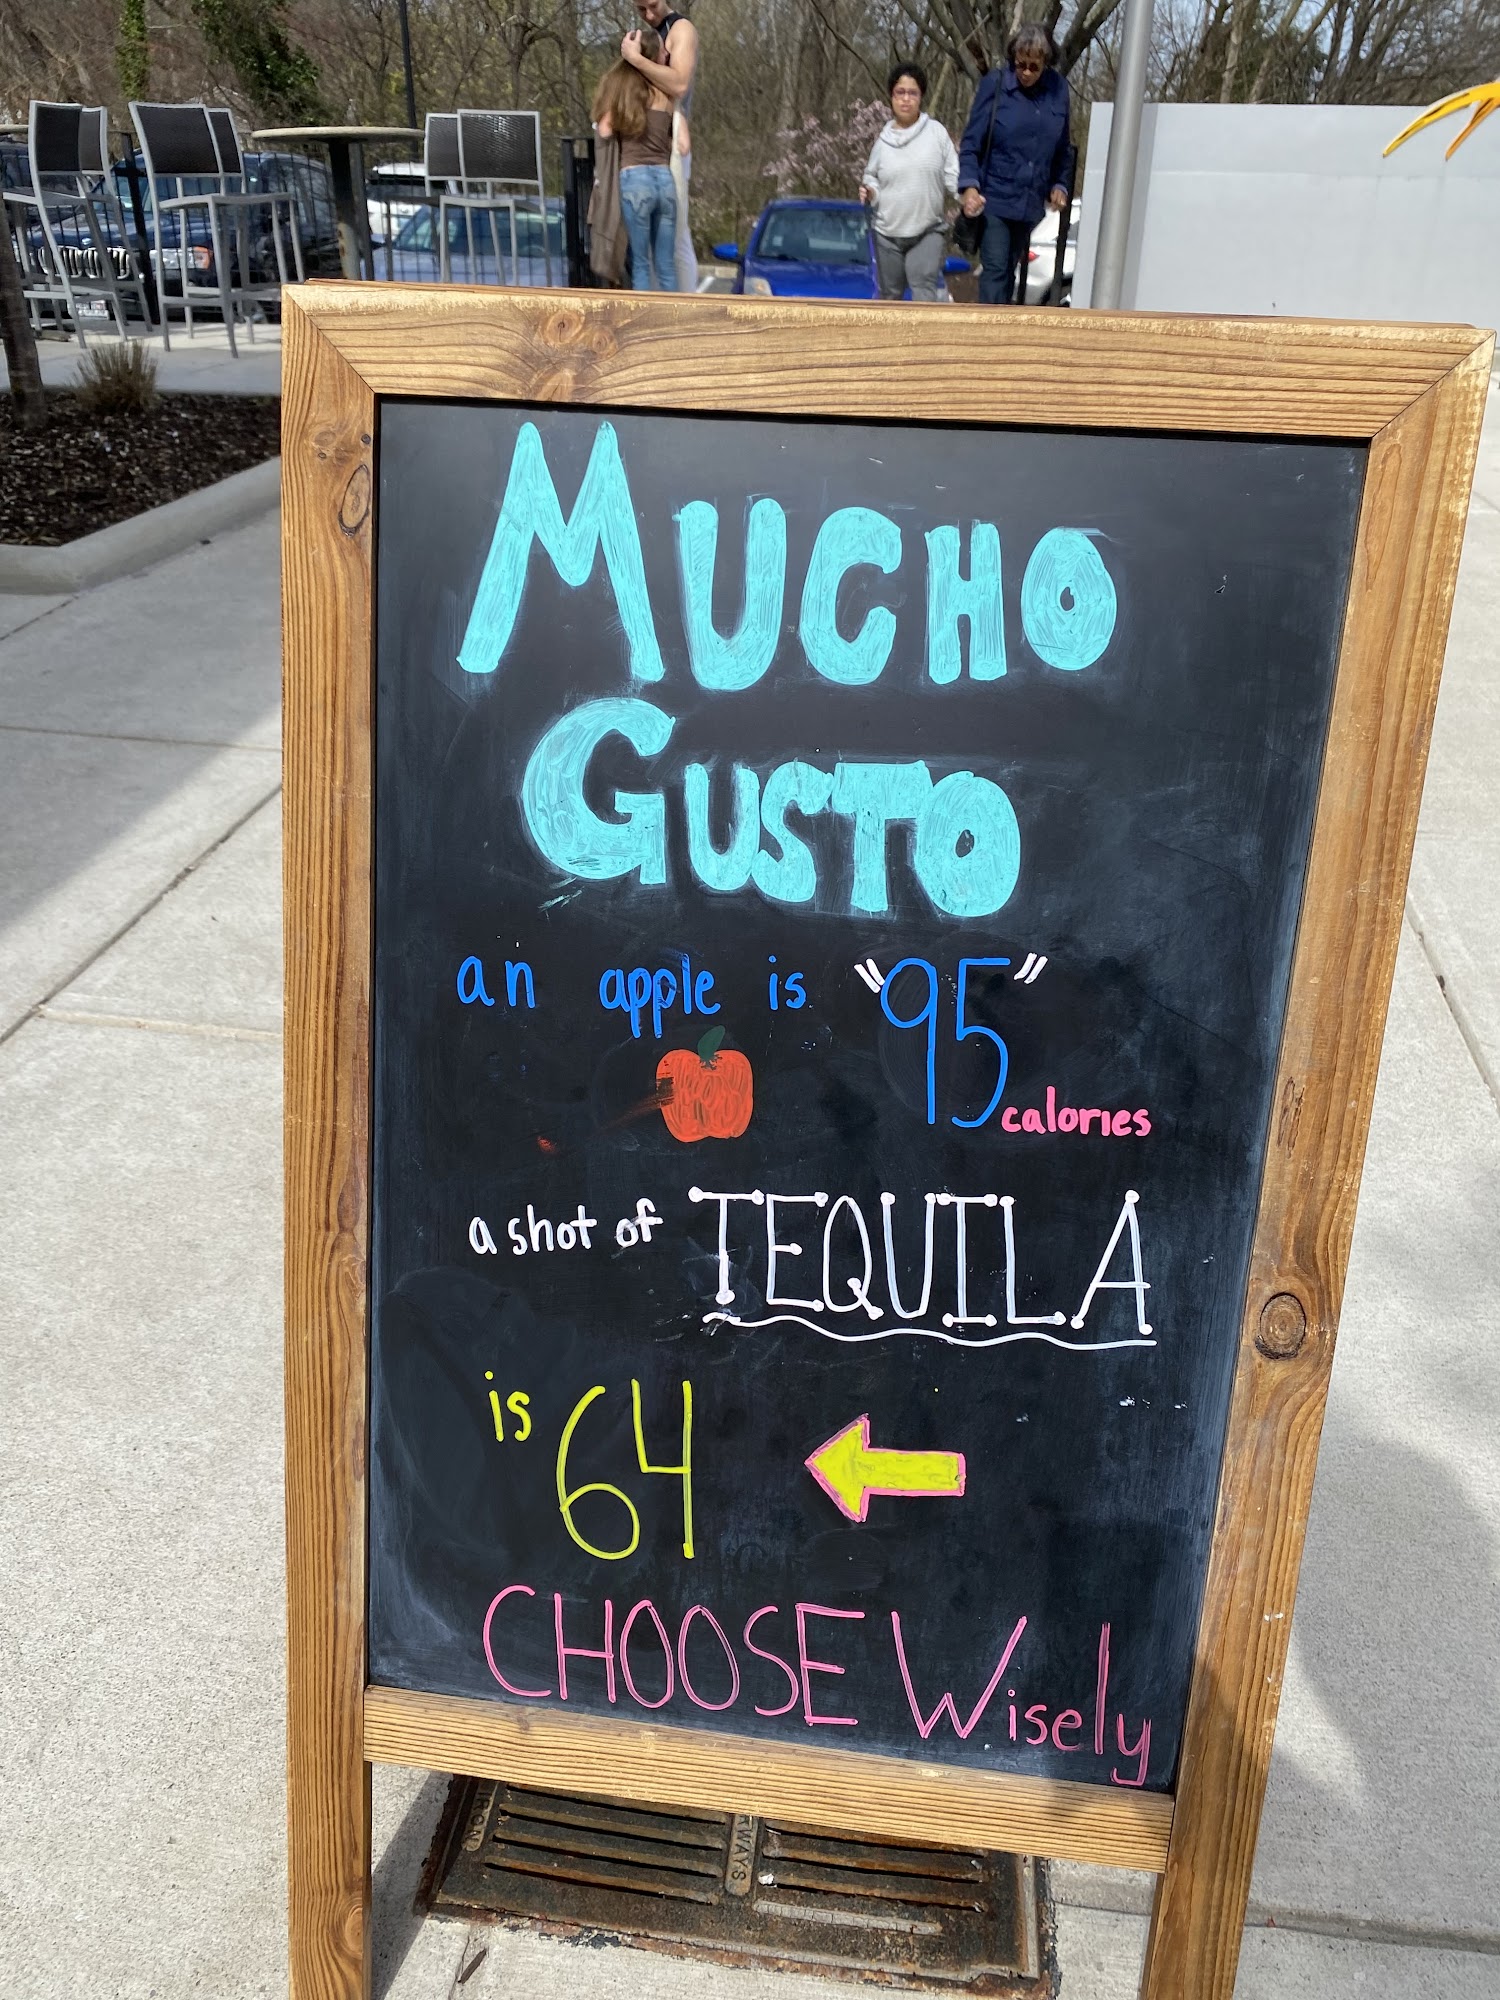 MUCHO
GUSTO
an apple is "95"
calories
a shot of TEQUILA
is 64
CHOOSE Wisely